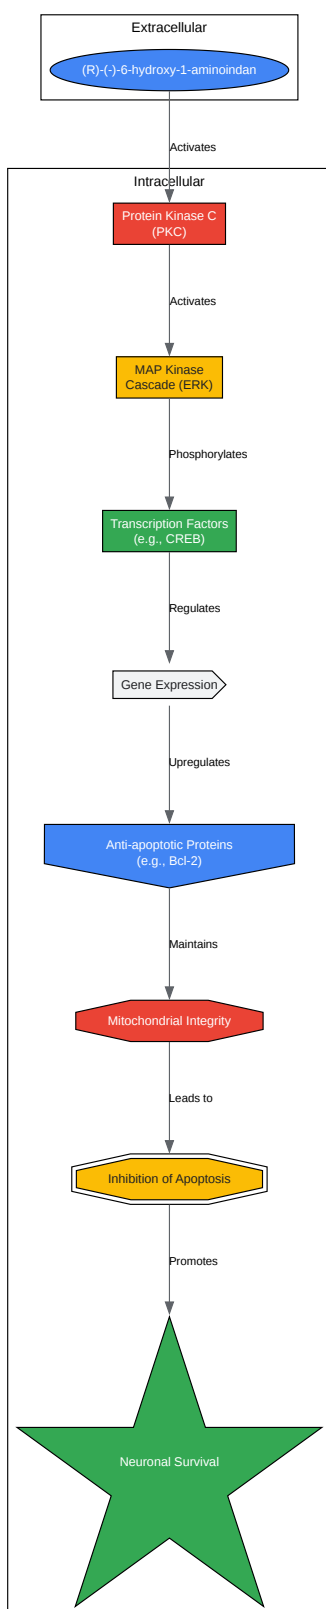 Extracellular
(R)-(-)-6-hydroxy-1-aminoindan
Activates
Intracellular
Protein Kinase C
(PKC)
Activates
MAP Kinase
Cascade (ERK)
Phosphorylates
Transcription Factors
(e.g., CREB)
Regulates
Gene Expression
Upregulates
Anti-apoptotic Proteins
(e.g., Bcl-2)
Maintains
Mitochondrial Integrity
Leads to
Inhibition of Apoptosis
Promotes
Neuronal Survival